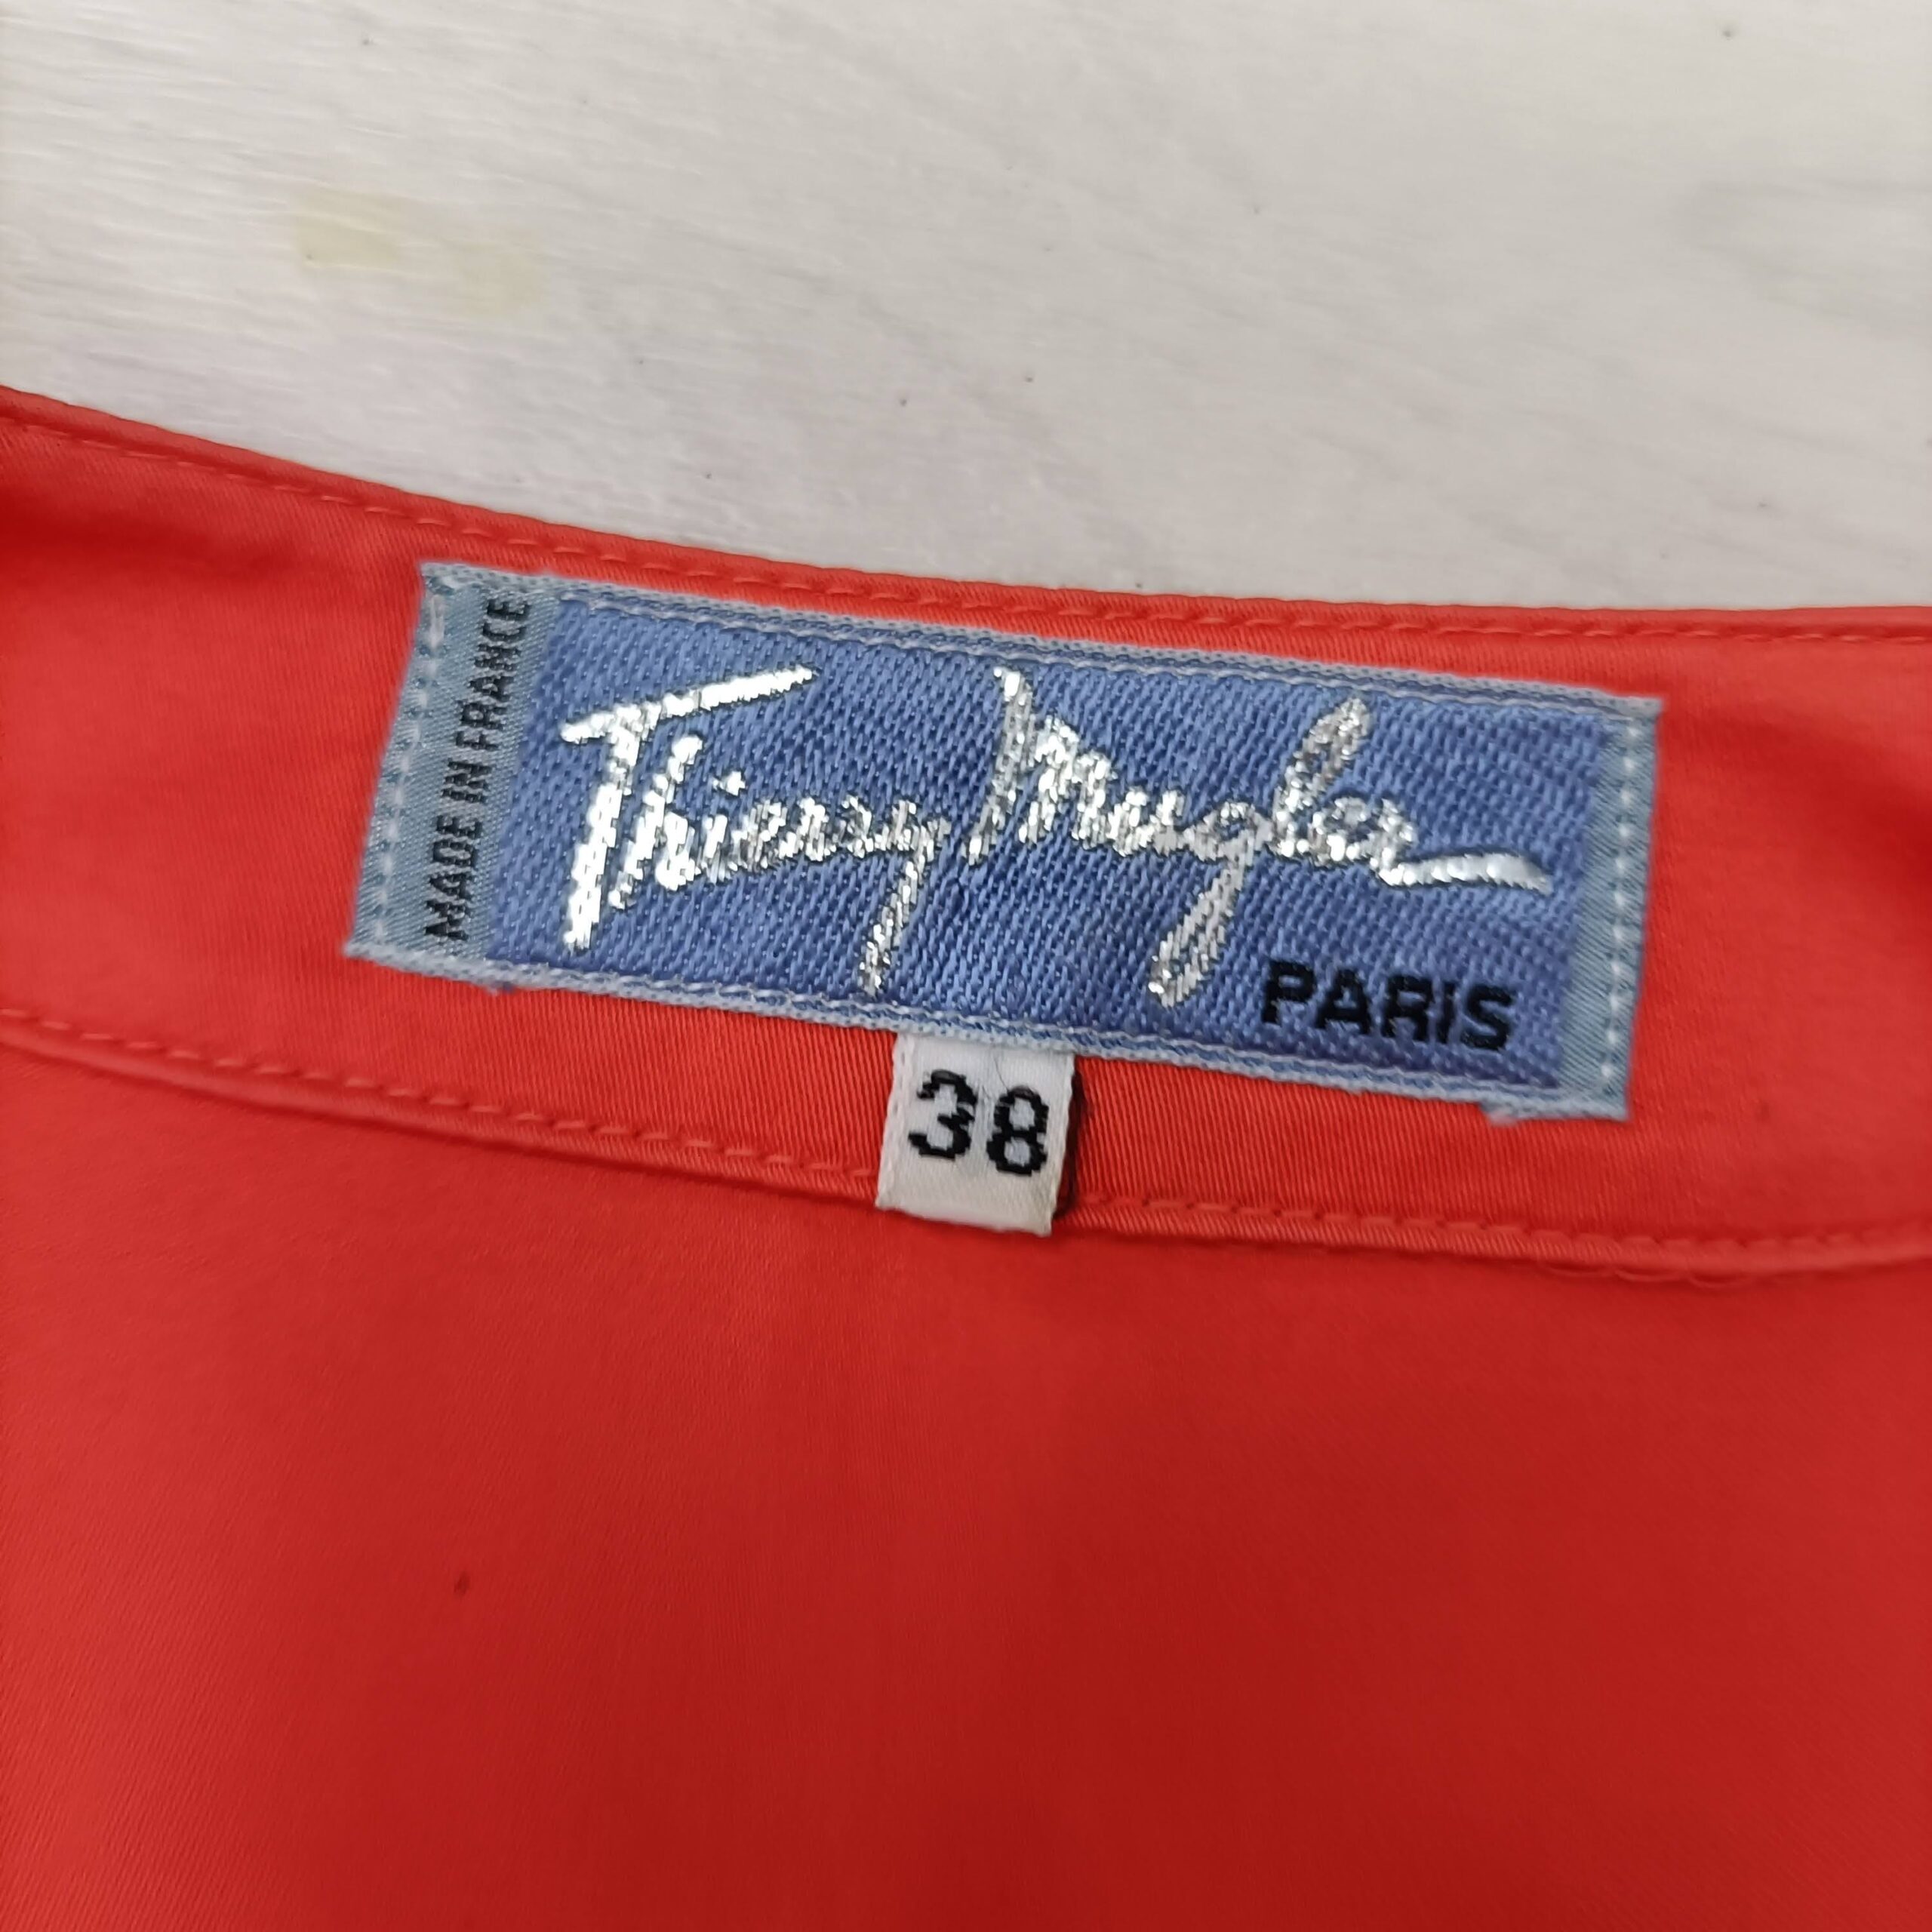 MADE IN FRANCE
Thierry Mugler
PARIS
38